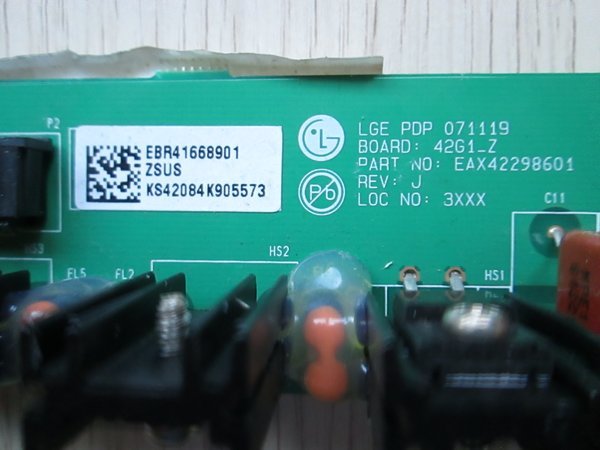 P2
EBR41668901
ZSUS
KS42084K905573
LG
LGE PDP 071119
BOARD: 42G1_Z
PART NO: EAX42298601
REV: J
LOC NO: 3XXX
Pb
C11
HS2
HS1
FL5
FL2